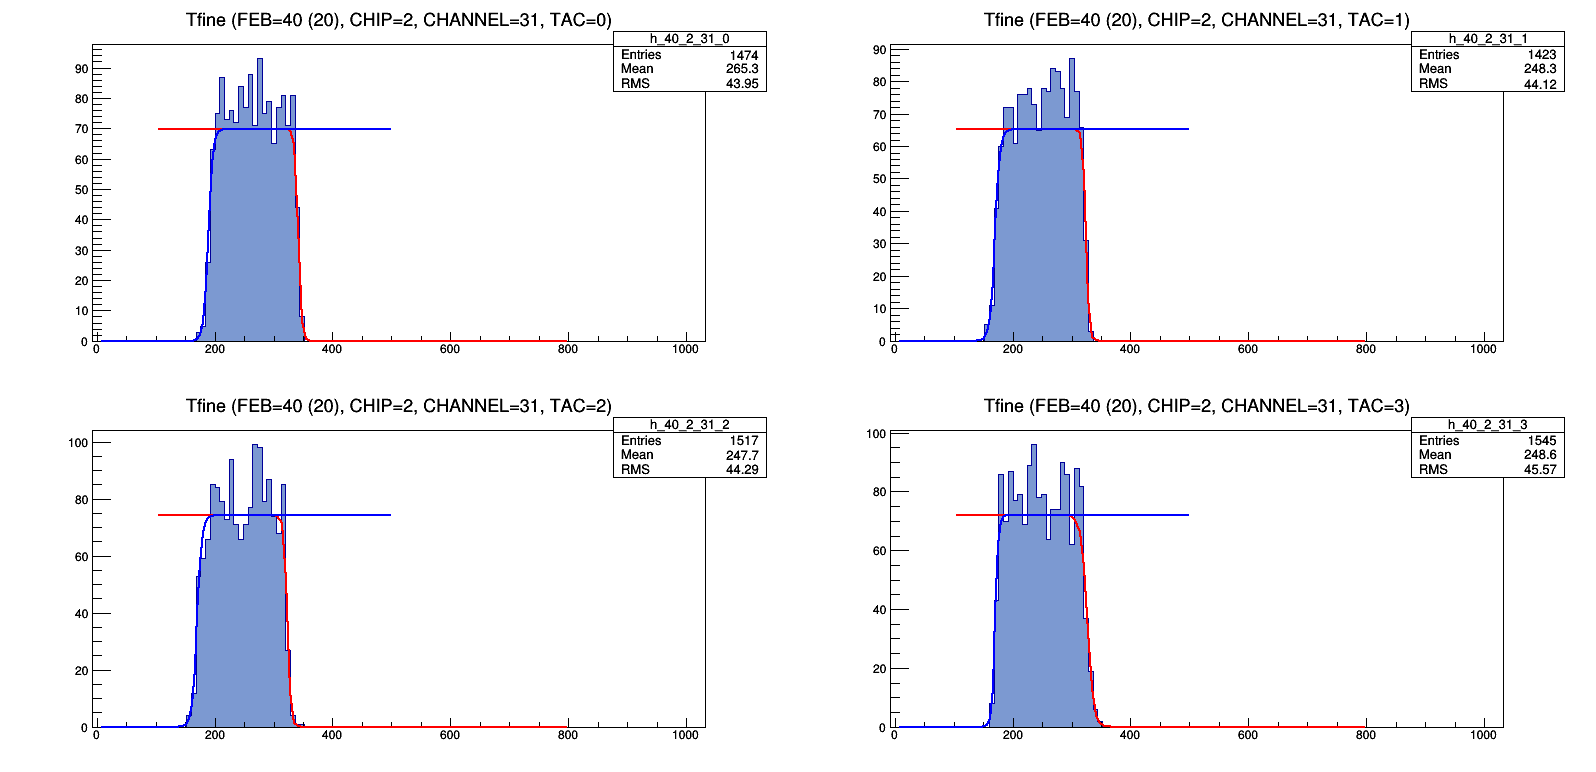 Tfine (FEB=40 (20), CHIP=2, CHANNEL=31, TAC=0)
h_40_2_31_0
Entries 1474
Mean 265.3
RMS 43.95
90
80
70
60
50
40
30
20
10
0
0 200 400 600 800 1000
Tfine (FEB=40 (20), CHIP=2, CHANNEL=31, TAC=1)
h_40_2_31_1
Entries 1423
Mean 248.3
RMS 44.12
90
80
70
60
50
40
30
20
10
0
0 200 400 600 800 1000
Tfine (FEB=40 (20), CHIP=2, CHANNEL=31, TAC=2)
h_40_2_31_2
Entries 1517
Mean 247.7
RMS 44.29
100
80
60
40
20
0
0 200 400 600 800 1000
Tfine (FEB=40 (20), CHIP=2, CHANNEL=31, TAC=3)
h_40_2_31_3
Entries 1545
Mean 248.6
RMS 45.57
100
80
60
40
20
0
0 200 400 600 800 1000